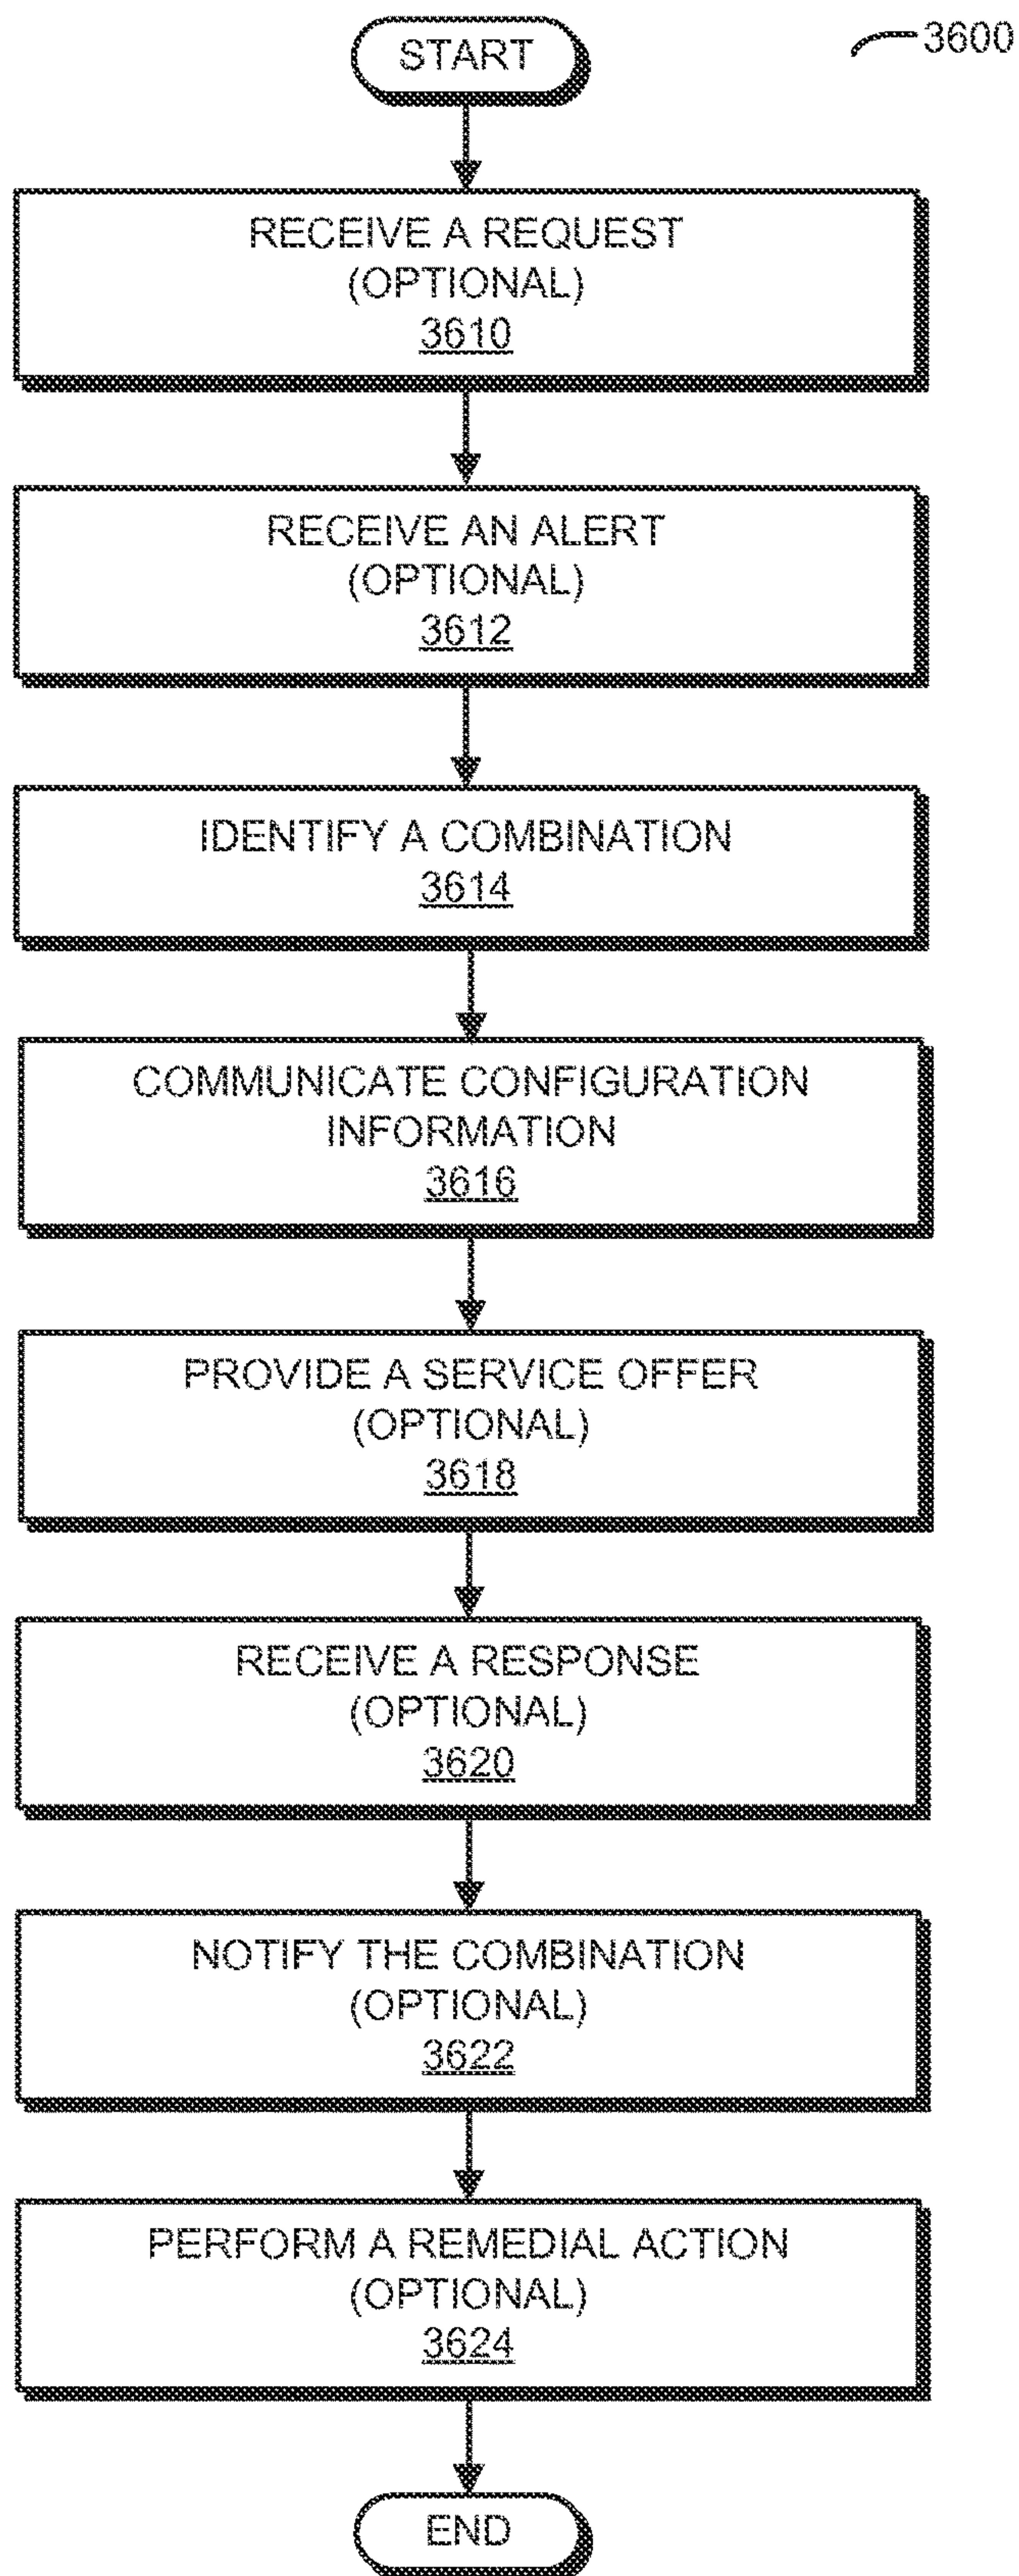 START
3600
RECEIVE A REQUEST
(OPTIONAL)
3610
RECEIVE AN ALERT
(OPTIONAL)
3612
IDENTIFY A COMBINATION
3614
COMMUNICATE CONFIGURATION
INFORMATION
3616
PROVIDE A SERVICE OFFER
(OPTIONAL)
3618
RECEIVE A RESPONSE
(OPTIONAL)
3620
NOTIFY THE COMBINATION
(OPTIONAL)
3622
PERFORM A REMEDIAL ACTION
(OPTIONAL)
3624
END